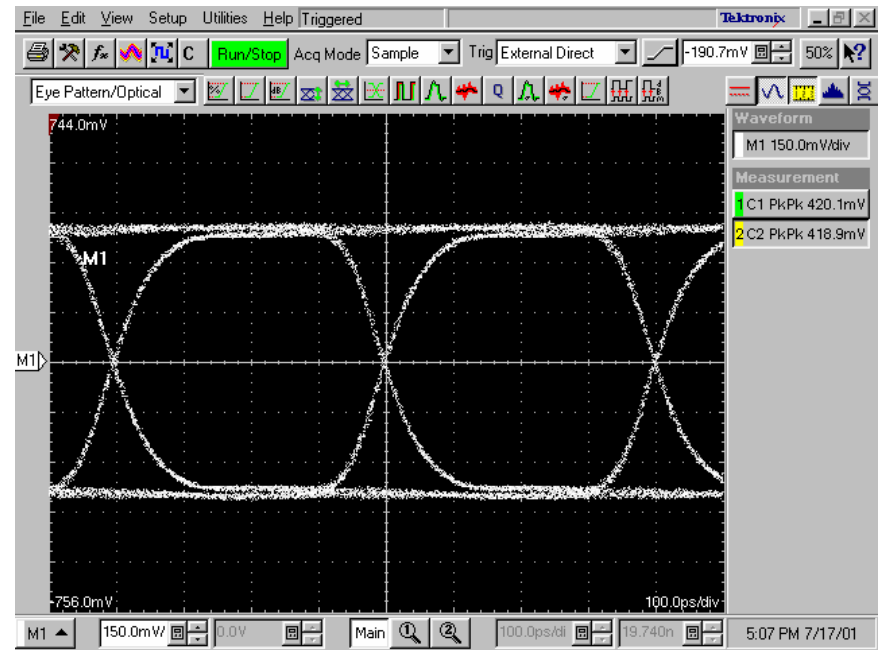 File Edit View Setup Utilities Help Triggered Tektronix
C Run/Stop Acq Mode Sample Trig External Direct -190.7mV 50%
Eye Pattern/Optical Q
744.0mV
Waveform
M1 150.0mV/div
Measurement
1 C1 PkPk 420.1mV
2 C2 PkPk 418.9mV
M1
M1
-756.0mV 100.0ps/div
M1 150.0mV/ 0.0V Main 1 2 100.0ps/di 19.740n 5:07 PM 7/17/01